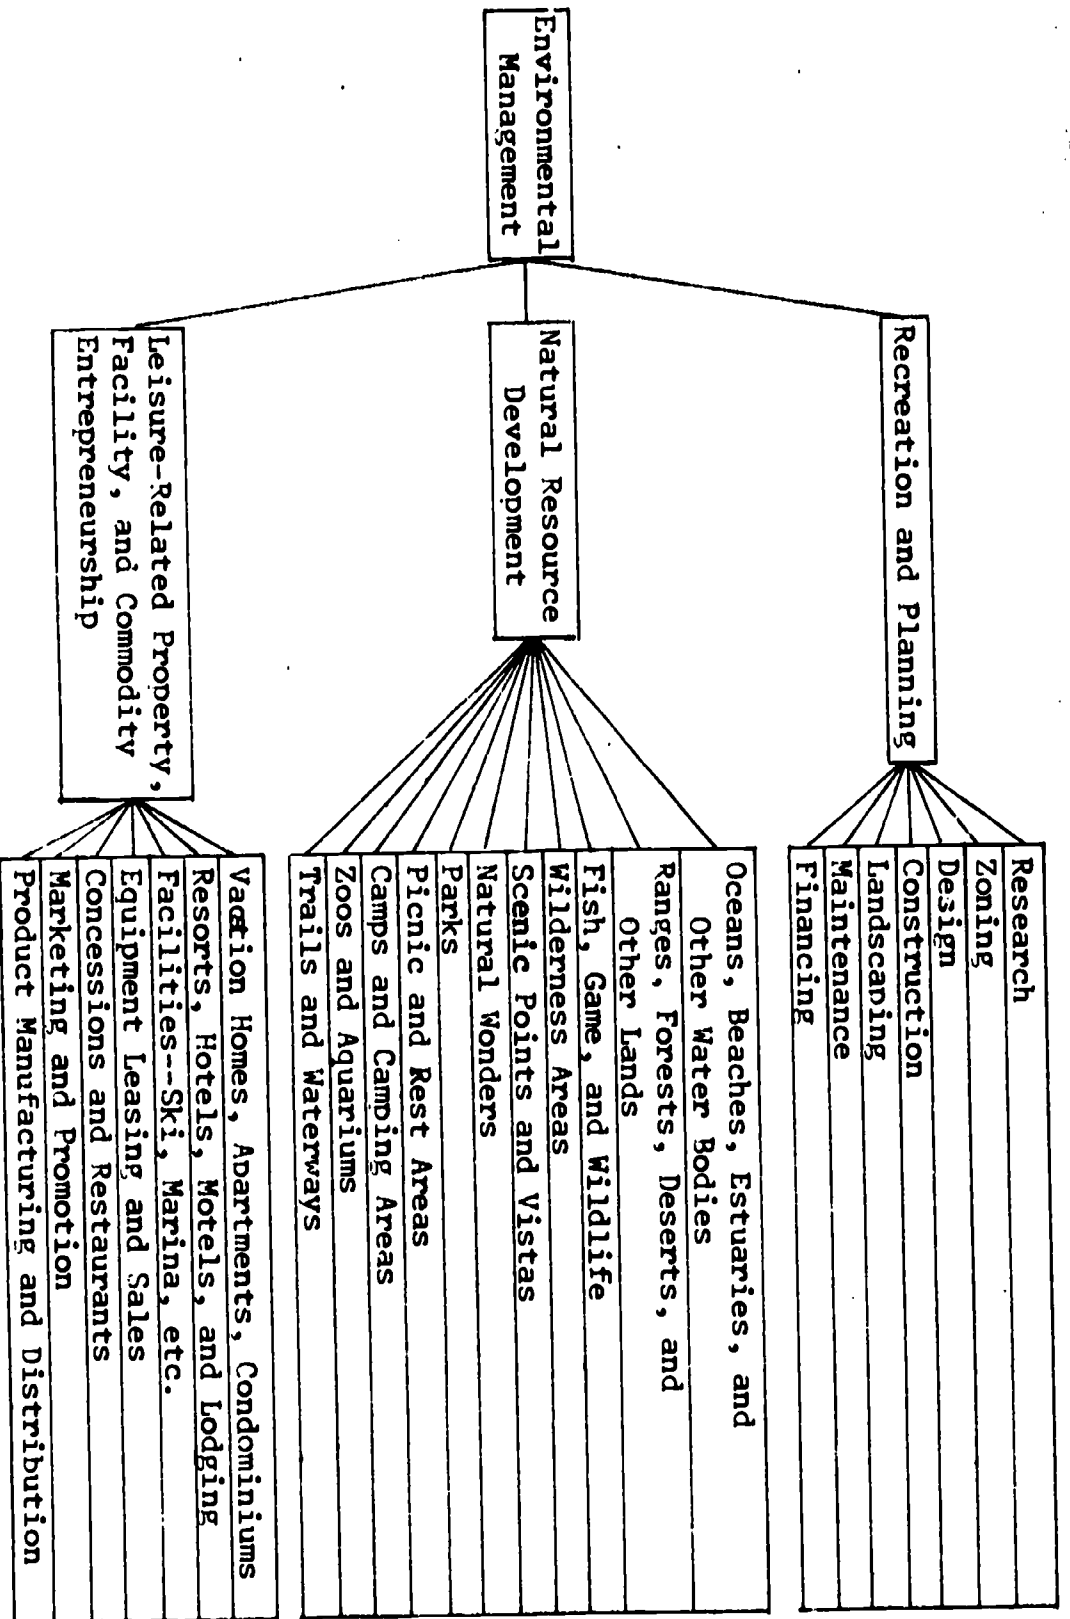 Environmental
Management
Recreation and Planning
Research
Zoning
Design
Construction
Landscaping
Maintenance
Financing
Natural Resource
Development
Oceans, Beaches, Estuaries, and
Other Water Bodies
Ranges, Forests, Deserts, and
Other Lands
Fish, Game, and Wildlife
Wilderness Areas
Scenic Points and Vistas
Natural Wonders
Parks
Picnic and Rest Areas
Camps and Camping Areas
Zoos and Aquariums
Trails and Waterways
Leisure-Related Property,
Facility, and Commodity
Entrepreneurship
Vacation Homes, Apartments, Condominiums
Resorts, Hotels, Motels, and Lodging
Facilities--Ski, Marina, etc.
Equipment Leasing and Sales
Concessions and Restaurants
Marketing and Promotion
Product Manufacturing and Distribution